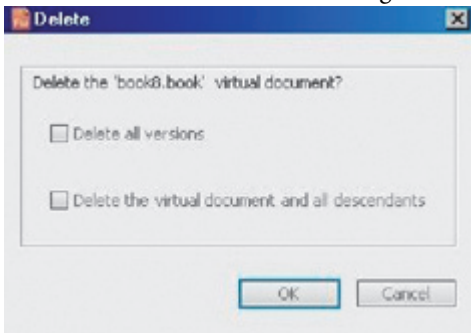 Delete
Delete the 'book8.book' virtual document?
Delete all versions
Delete the virtual document and all descendants
OK
Cancel